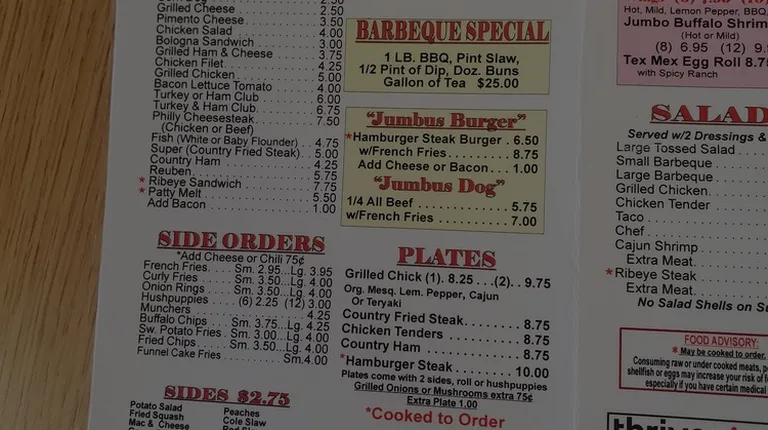 Grilled Cheese 2.50
Pimento Cheese 3.50
Chicken Salad 4.00
Bologna Sandwich 3.00
Grilled Ham & Cheese 3.75
Chicken Filet 4.25
Grilled Chicken 5.00
Bacon Lettuce Tomato 4.00
Turkey or Ham Club 6.00
Turkey & Ham Club 6.75
Philly Cheesesteak 7.50
(Chicken or Beef)
Fish (White or Baby Flounder) 4.75
Super (Country Fried Steak) 5.00
Country Ham 4.25
Reuben 5.75
* Ribeye Sandwich 7.75
* Patty Melt 5.50
Add Bacon 1.00
SIDE ORDERS
*Add Cheese or Chili 75¢
French Fries Sm. 2.95...Lg. 3.95
Curly Fries Sm. 3.50...Lg. 4.00
Onion Rings Sm. 3.50...Lg. 4.00
Hushpuppies (6) 2.25 (12) 3.00
Munchers 4.25
Buffalo Chips Sm. 3.75...Lg. 4.25
Sw. Potato Fries Sm. 3.00...Lg. 4.00
Fried Chips Sm. 3.50...Lg. 4.00
Funnel Cake Fries Sm. 4.00
SIDES $2.75
Potato Salad
Fried Squash
Mac & Cheese
Peaches
Cole Slaw
BARBEQUE SPECIAL
1 LB. BBQ, Pint Slaw,
1/2 Pint of Dip, Doz. Buns
Gallon of Tea $25.00
"Jumbus Burger"
*Hamburger Steak Burger . 6.50
w/French Fries 8.75
Add Cheese or Bacon 1.00
"Jumbus Dog"
1/4 All Beef 5.75
w/French Fries 7.00
PLATES
Grilled Chick (1). 8.25 . . .(2). . 9.75
Org. Mesq. Lem. Pepper, Cajun
Or Teryaki
Country Fried Steak 8.75
Chicken Tenders 8.75
Country Ham 8.75
*Hamburger Steak 10.00
Plates come with 2 sides, roll or hushpuppies
Grilled Onions or Mushrooms extra 75¢
Extra Plate 1.00
*Cooked to Order
Hot, Mild, Lemon Pepper, BBQ,
Jumbo Buffalo Shrim
(Hot or Mild)
(8) 6.95 (12) 9.
Tex Mex Egg Roll 8.75
with Spicy Ranch
SALAD
Served w/2 Dressings &
Large Tossed Salad
Small Barbeque
Large Barbeque
Grilled Chicken
Chicken Tender
Taco
Chef
Cajun Shrimp
Extra Meat
*Ribeye Steak
Extra Meat
No Salad Shells on Su
FOOD ADVISORY:
* May be cooked to order.
Consuming raw or under cooked meats, po
shellfish or eggs may increase your risk of f
especially if you have certain medical